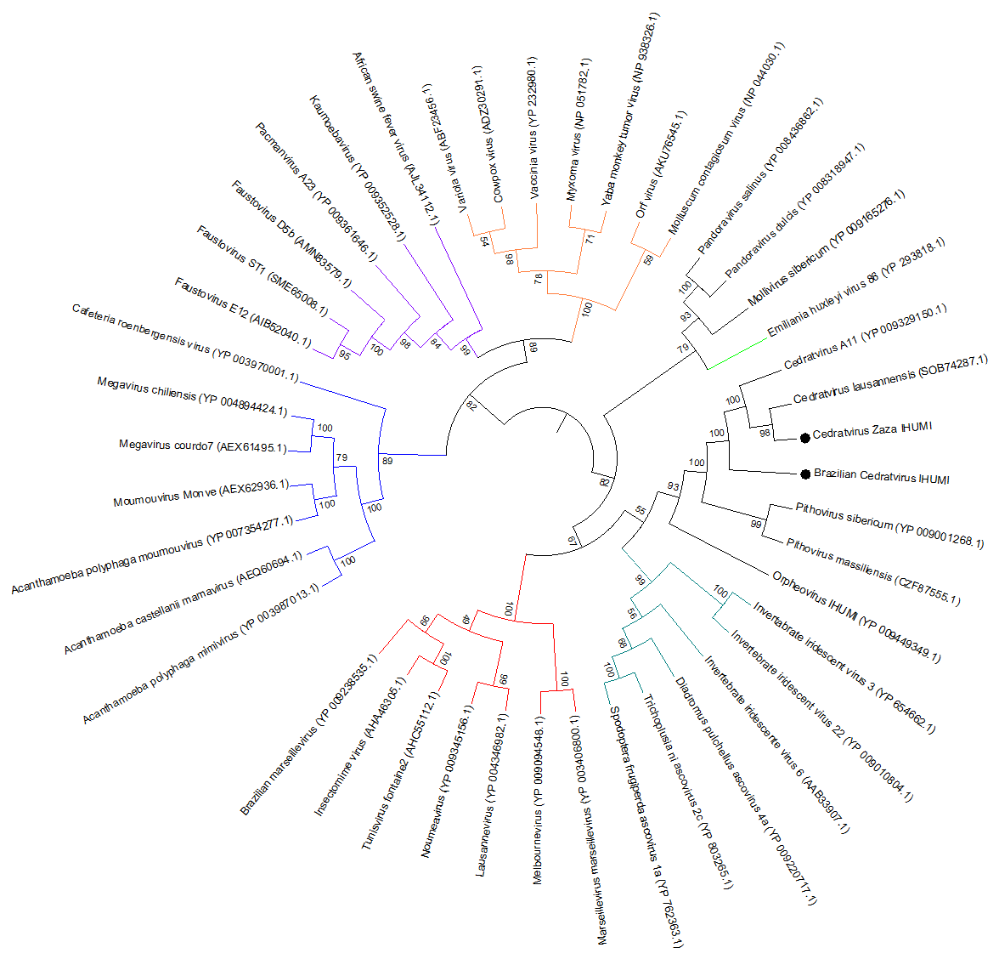 African swine fever virus (AJL34112.1)
Variola virus (ABF23456.1)
Cowpox virus (ADZ30291.1)
Vaccinia virus (YP 232980.1)
Myxoma virus (NP 051782.1)
Yaba monkey tumor virus (NP 938326.1)
Orf virus (AKU76545.1)
Molluscum contagiosum virus (NP 044030.1)
Pandoravirus salinus (YP 008436862.1)
Pandoravirus dulcis (YP 008318947.1)
Mollivirus sibericum (YP 009165276.1)
Emiliania huxleyi virus 86 (YP 293818.1)
Cedratvirus A11 (YP009329150.1)
Cedratvirus lausannensis (SOB74287.1)
Cedratvirus Zaza IHUMI
Brazilian Cedratvirus IHUMI
Pithovirus sibericum (YP 009001268.1)
Pithovirus massiliensis (CZF87555.1)
Orpheovirus IHUMI (YP 009449349.1)
Invertabrate iridescent virus 3 (YP 654662.1)
Invertebrate iridescent virus 22 (YP 009010804.1)
Invertebrate iridescente virus 6 (AAB33907.1)
Diadromus pulchellus ascovirus 4a (YP 009220717.1)
Trichoplusia ni ascovirus 2c (YP 803265.1)
Spodoptera frugiperda ascovirus 1a (YP 762363.1)
Marseillevirus marseillevirus (YP 003406800.1)
Melbournevirus (YP 009094548.1)
Lausannevirus (YP 004346982.1)
Noumeavirus (YP 009345156.1)
Tunisvirus fontaine2 (AHC55112.1)
Insectomime virus (AHA46305.1)
Brazilian marseillevirus (YP 009238535.1)
Acanthamoeba polyphaga mimivirus (YP 003987013.1)
Acanthamoeba castellanii mamavirus (AEQ60694.1)
Acanthamoeba polyphaga moumouvirus (YP 007354277.1)
Moumouvirus Monve (AEX62936.1)
Megavirus courdo7 (AEX61495.1)
Megavirus chiliensis (YP 004894424.1)
Cafeteria roenbergensis virus (YP 003970001.1)
Faustovirus E12 (AIB52040.1)
Faustovirus ST1 (SME65008.1)
Faustovirus D5b (AMN83579.1)
Pacmanvirus A23 (YP 009361646.1)
Kaumoebavirus (YP 009352528.1)
54
98
78
71
59
100
100
93
79
100
98
100
100
99
93
55
67
82
99
100
56
68
100
100
100
49
99
100
99
89
100
79
100
100
100
82
89
99
84
98
100
95